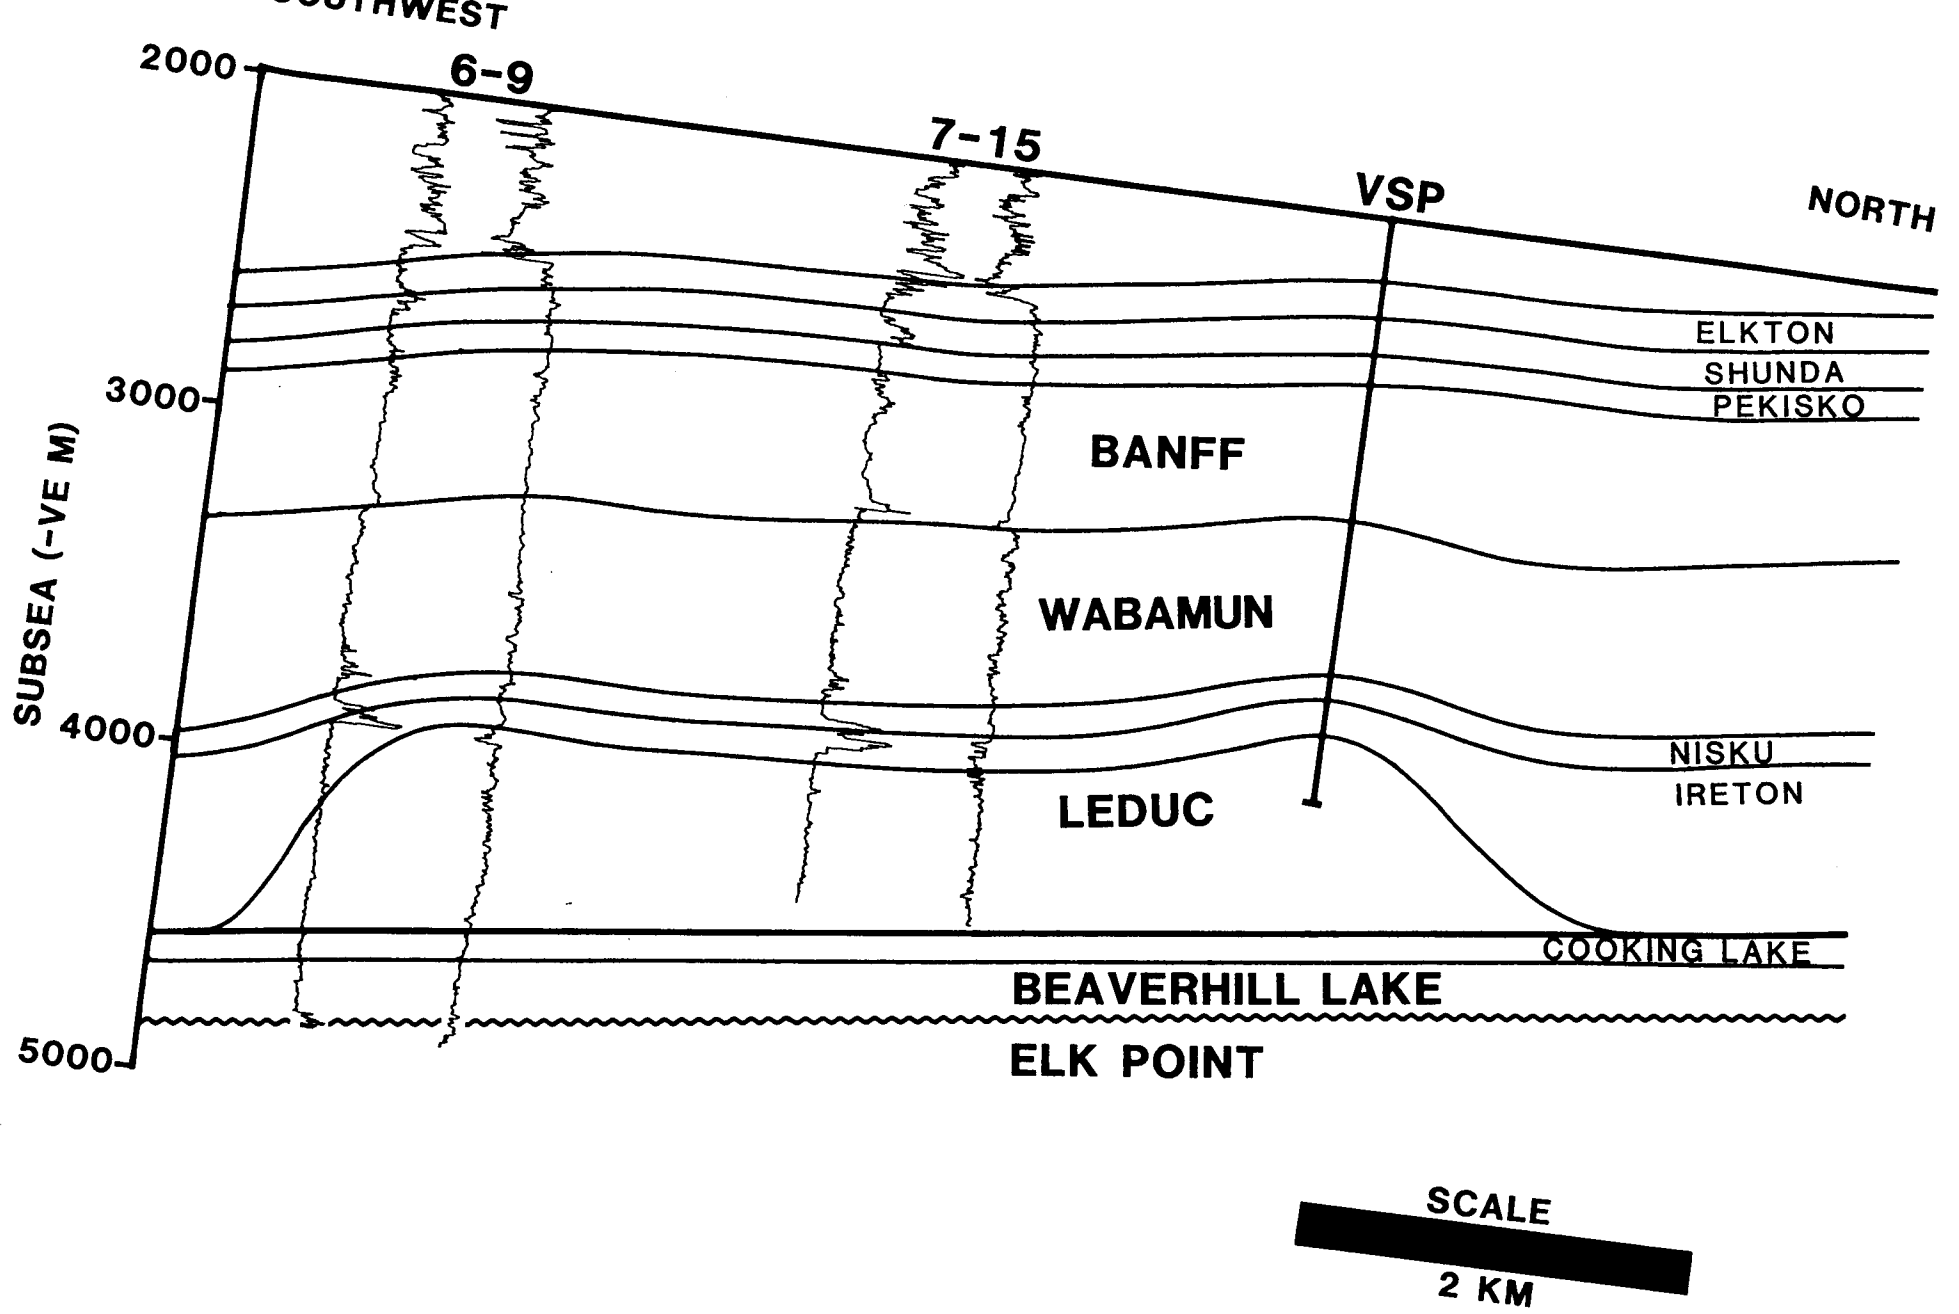 SOUTHWEST
2000
6-9
7-15
VSP
NORTH
ELKTON
SHUNDA
PEKISKO
3000
BANFF
SUBSEA (-VE M)
WABAMUN
4000
NISKU
IRETON
LEDUC
COOKING LAKE
BEAVERHILL LAKE
5000
ELK POINT
SCALE
2 KM